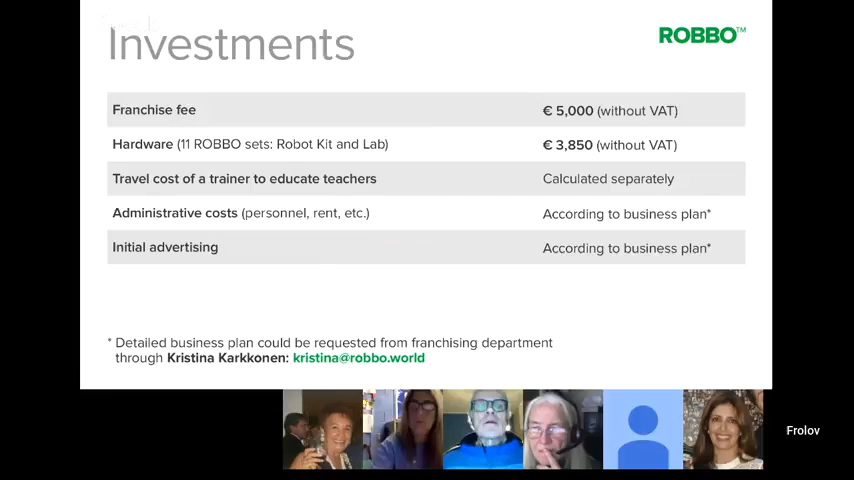 Investments
ROBBO™
Franchise fee
€ 5,000 (without VAT)
Hardware (11 ROBBO sets: Robot Kit and Lab)
€ 3,850 (without VAT)
Travel cost of a trainer to educate teachers
Calculated separately
Administrative costs (personnel, rent, etc.)
According to business plan*
Initial advertising
According to business plan*
* Detailed business plan could be requested from franchising department
through Kristina Karkkonen: kristina@robbo.world
Frolov